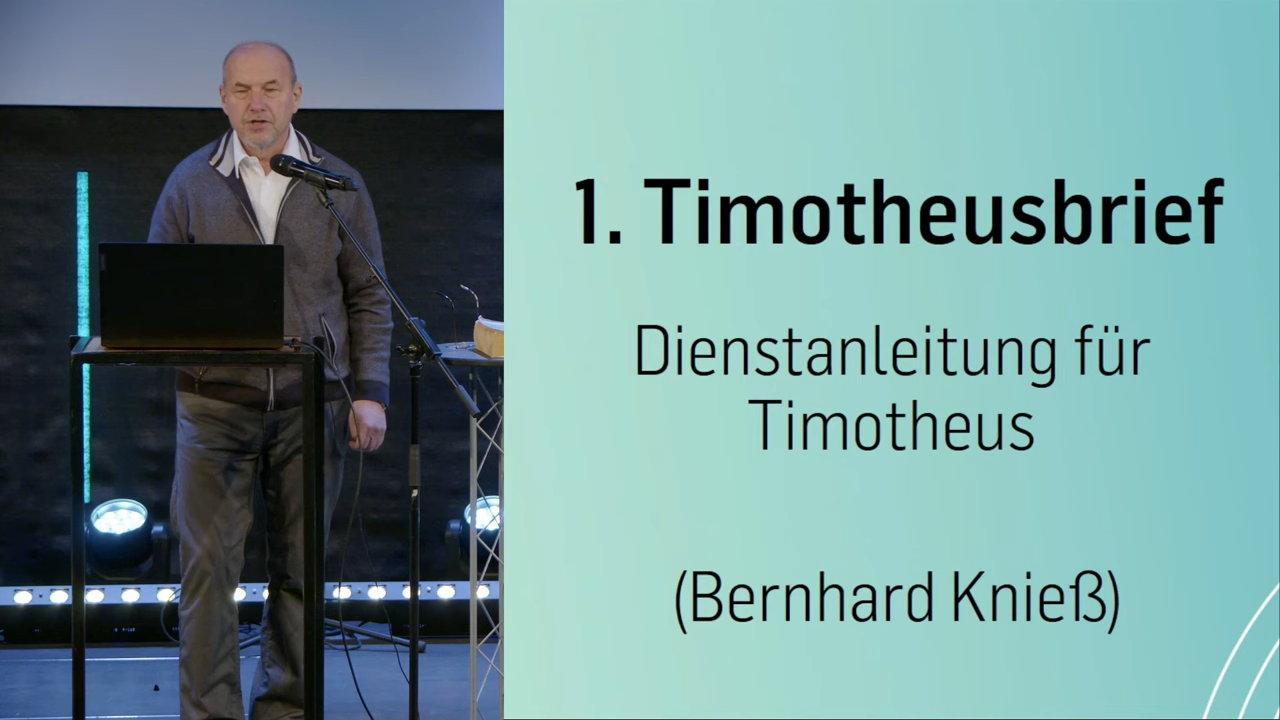 1. Timotheusbrief
Dienstanleitung für
Timotheus
(Bernhard Knieß)